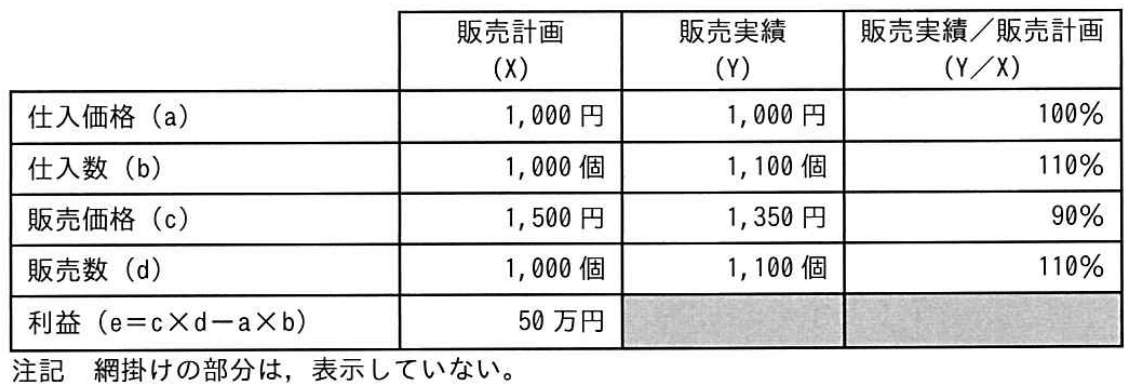 販売計画 販売実績 販売実績／販売計画
(X) (Y) (Y／X)
仕入価格（a） 1,000 円 1,000 円 100%
仕入数（b） 1,000 個 1,100 個 110%
販売価格（c） 1,500 円 1,350 円 90%
販売数（d） 1,000 個 1,100 個 110%
利益（e＝c×d－a×b） 50 万円
注記　網掛けの部分は，表示していない。